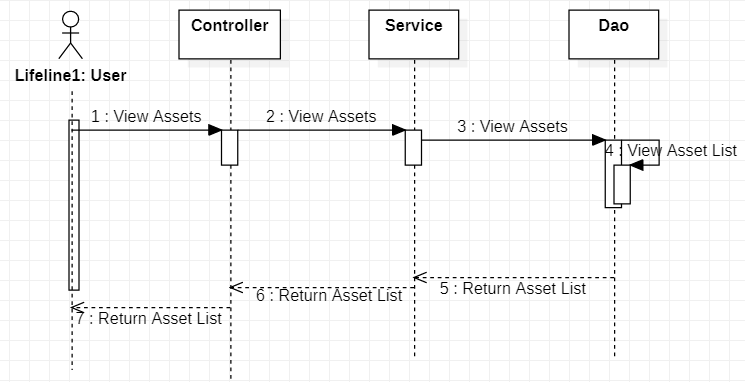 Controller
Service
Dao
Lifeline1: User
1 : View Assets
2 : View Assets
3 : View Assets
4 : View Asset List
5 : Return Asset List
6 : Return Asset List
7 : Return Asset List